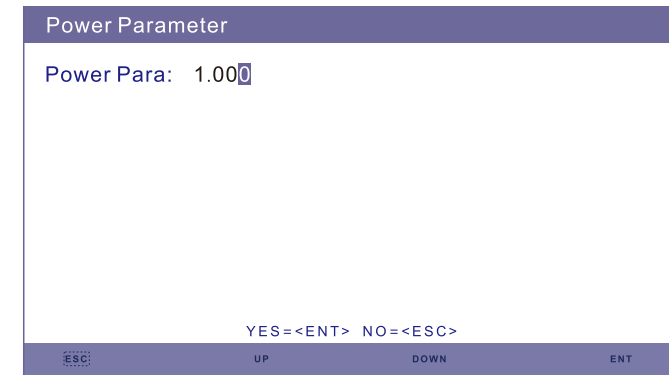 Power Parameter
Power Para: 1.000
YES=<ENT> NO=<ESC>
ESC UP DOWN ENT